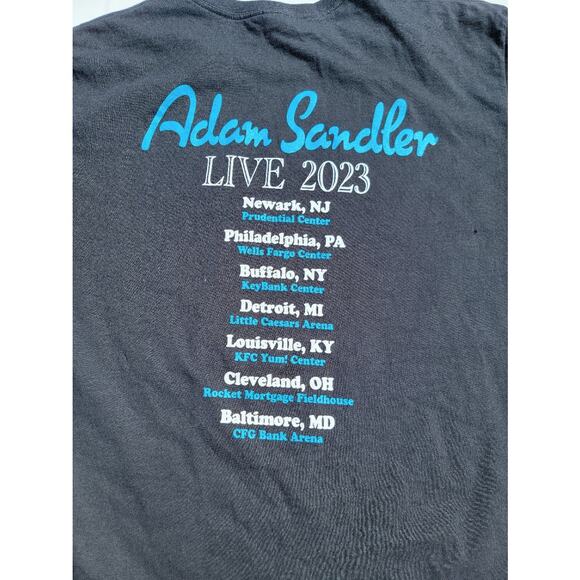 Adam Sandler
LIVE 2023
Newark, NJ
Prudential Center
Philadelphia, PA
Wells Fargo Center
Buffalo, NY
KeyBank Center
Detroit, MI
Little Caesars Arena
Louisville, KY
KFC Yum! Center
Cleveland, OH
Rocket Mortgage Fieldhouse
Baltimore, MD
CFG Bank Arena